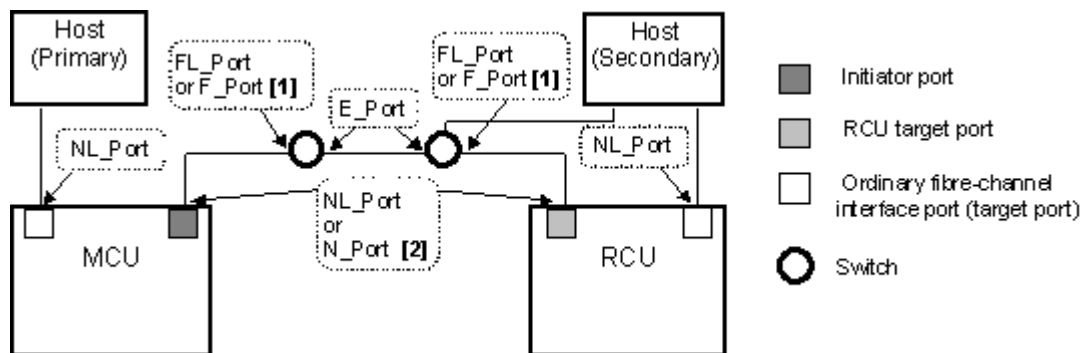 Host
(Primary)
FL_Port
or F_Port [1]
E_Port
FL_Port
or F_Port [1]
Host
(Secondary)
NL_Port
NL_Port
NL_Port
or
N_Port [2]
MCU
RCU
Initiator port
RCU target port
Ordinary fibre-channel
interface port (target port)
Switch